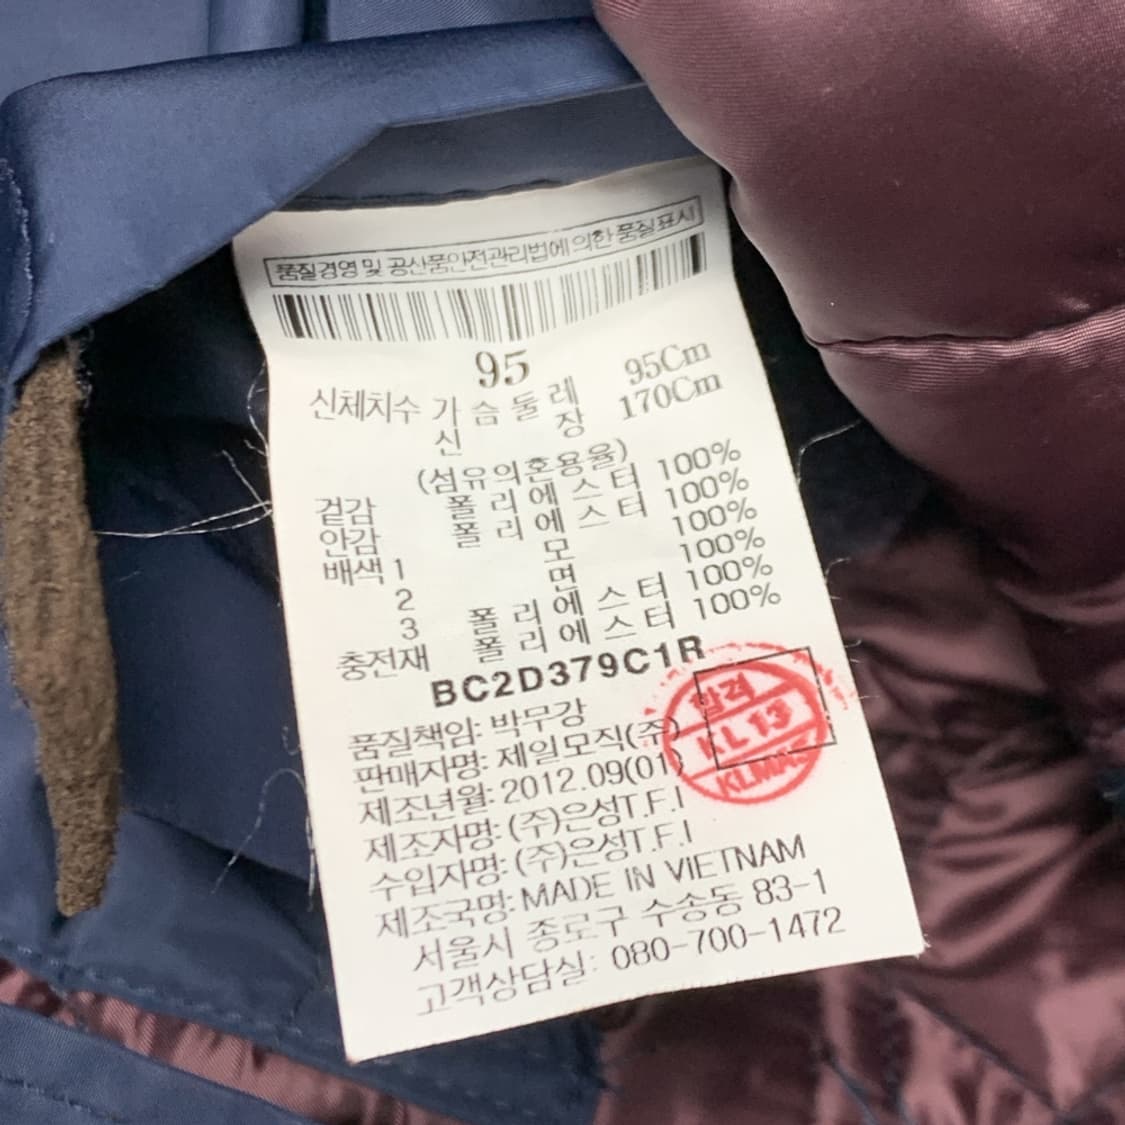 품질경영 및 공산품안전관리법에 의한 품질표시
95
신체치수 가슴둘레 95Cm
신장 170Cm
(섬유의혼용율)
겉감 폴리에스터 100%
안감 폴리에스터 100%
배색 1 모 100%
2 면 100%
3 폴리에스터 100%
충전재 폴리에스터 100%
BC2D379C1R
품질책임: 박무강
판매자명: 제일모직(주)
제조년월: 2012.09(01)
제조자명: (주)은성T.F.I
수입자명: (주)은성T.F.I
제조국명: MADE IN VIETNAM
서울시 종로구 수송동 83-1
고객상담실: 080-700-1472
합격
KL 13